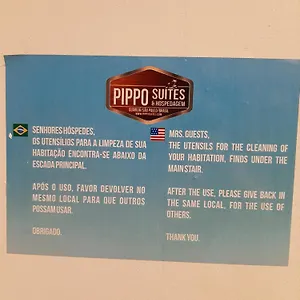 PIPPO SUITES
& HOSPEDAGEM
SENHORES HÓSPEDES,
OS UTENSÍLIOS PARA A LIMPEZA DE SUA
HABITAÇÃO ENCONTRA-SE ABAIXO DA
ESCADA PRINCIPAL.
APÓS O USO, FAVOR DEVOLVER NO
MESMO LOCAL PARA QUE OUTROS
POSSAM USAR.
OBRIGADO.
MRS. GUESTS,
THE UTENSILS FOR THE CLEANING OF
YOUR HABITATION, FINDS UNDER THE
MAIN STAIR.
AFTER THE USE, PLEASE GIVE BACK IN
THE SAME LOCAL, FOR THE USE OF
OTHERS.
THANK YOU.